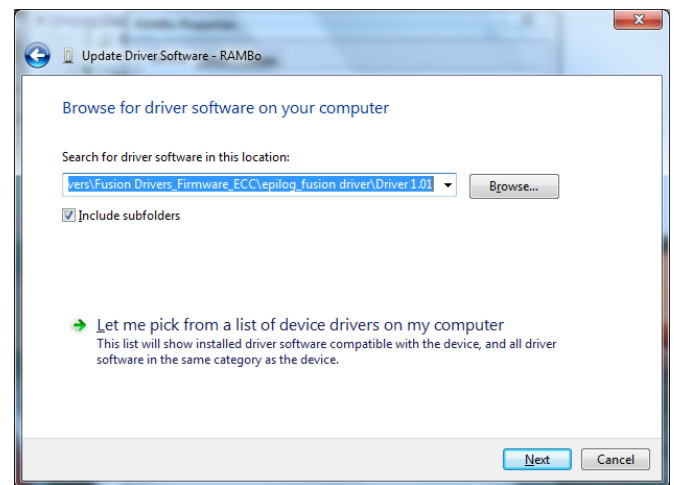 Update Driver Software - RAMBo
Browse for driver software on your computer
Search for driver software in this location:
vers\Fusion Drivers_Firmware_ECC\epilog_fusion driver\Driver 1.01
Browse...
Include subfolders
Let me pick from a list of device drivers on my computer
This list will show installed driver software compatible with the device, and all driver
software in the same category as the device.
Next
Cancel